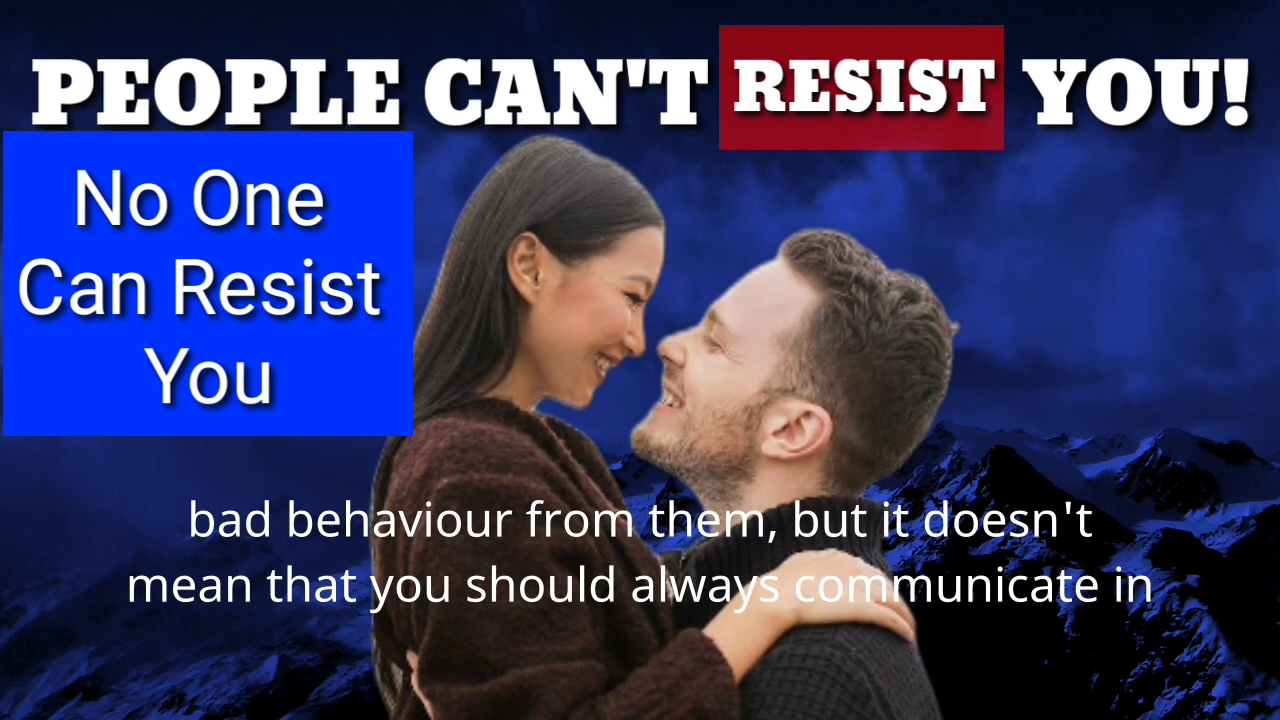 PEOPLE CAN'T RESIST YOU!
No One
Can Resist
You
bad behaviour from them, but it doesn't
mean that you should always communicate in